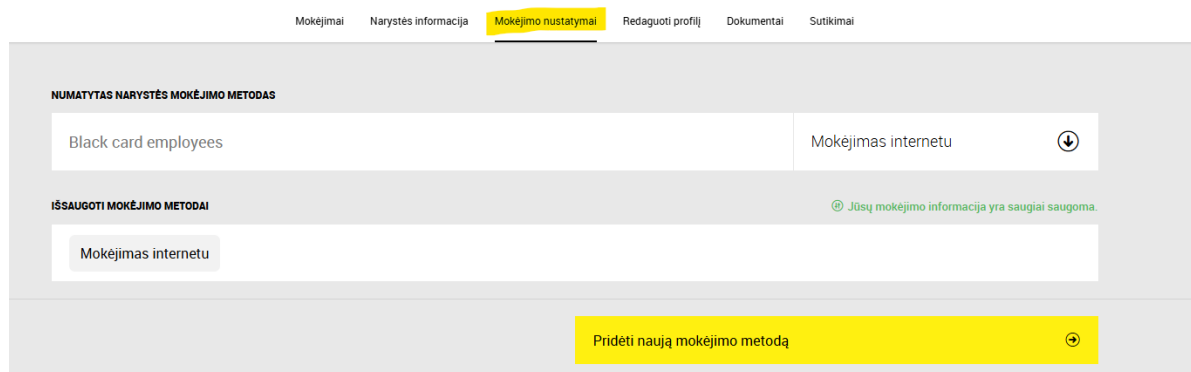 Mokėjimai Narystės informacija Mokėjimo nustatymai Redaguoti profilį Dokumentai Sutikimai
NUMATYTAS NARYSTĖS MOKĖJIMO METODAS
Black card employees Mokėjimas internetu
IŠSAUGOTI MOKĖJIMO METODAI Jūsų mokėjimo informacija yra saugiai saugoma.
Mokėjimas internetu
Pridėti naują mokėjimo metodą